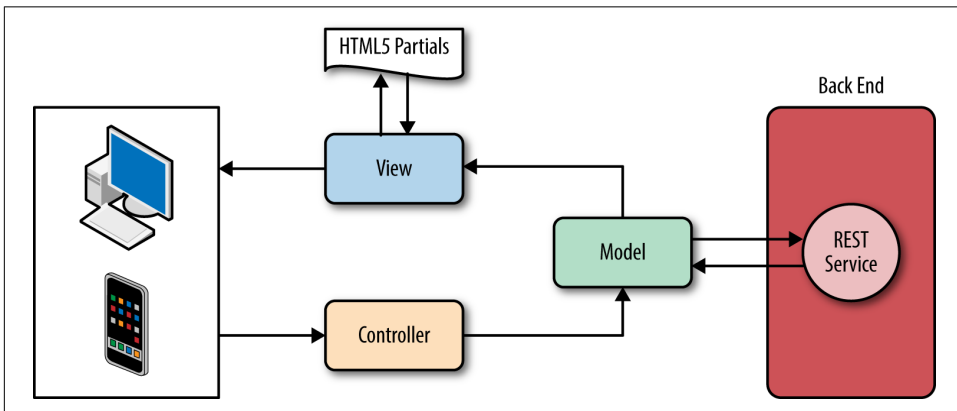 HTML5 Partials
Back End
View
Model
REST
Service
Controller